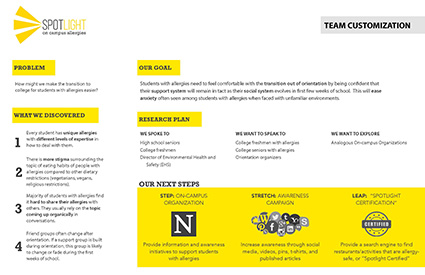 SPOTLIGHT
on campus allergies
TEAM CUSTOMIZATION
PROBLEM
How might we make the transition to
college for students with allergies easier?
WHAT WE DISCOVERED
1
Every student has unique allergies
with different levels of expertise in
how to deal with them.
2
There is more stigma surrounding the
topic of eating habits of people with
allergies compared to other dietary
restrictions (vegetarians, vegans,
religious restrictions).
3
Majority of students with allergies find
it hard to share their allergies with
others. They usually rely on the topic
coming up organically in
conversations.
4
Friend groups often change after
orientation. If a support group is built
during orientation, this group is likely
to change or fade during the first
weeks of school.
OUR GOAL
Students with allergies need to feel comfortable with the transition out of orientation by being confident that
their support system will remain in tact as their social system evolves in first few weeks of school. This will ease
anxiety often seen among students with allergies when faced with unfamiliar environments.
RESEARCH PLAN
WE SPOKE TO
High school seniors
College freshmen
Director of Environmental Health and
Safety (EHS)
WE WANT TO SPEAK TO
College freshmen with allergies
College seniors with allergies
Orientation organizers
WE WANT TO EXPLORE
Analogous On-campus Organizations
OUR NEXT STEPS
STEP: ON-CAMPUS
ORGANIZATION
N
Provide information and awareness
initiatives to support students
with allergies
STRETCH: AWARENESS
CAMPAIGN
Increase awareness through social
media, videos, pins, t-shirts, and
published articles
LEAP: "SPOTLIGHT
CERTIFICATION"
CERTIFIED
Provide a search engine to find
restaurants/activities that are allergy-
safe, or "Spotlight Certified"